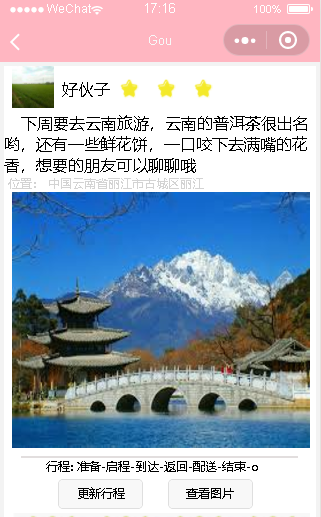 WeChat 17:16 100%
Gou
好伙子
下周要去云南旅游，云南的普洱茶很出名
哟，还有一些鲜花饼，一口咬下去满嘴的花
香，想要的朋友可以聊聊哦
位置： 中国云南省丽江市古城区丽江
行程: 准备-启程-到达-返回-配送-结束-o
更新行程 查看图片